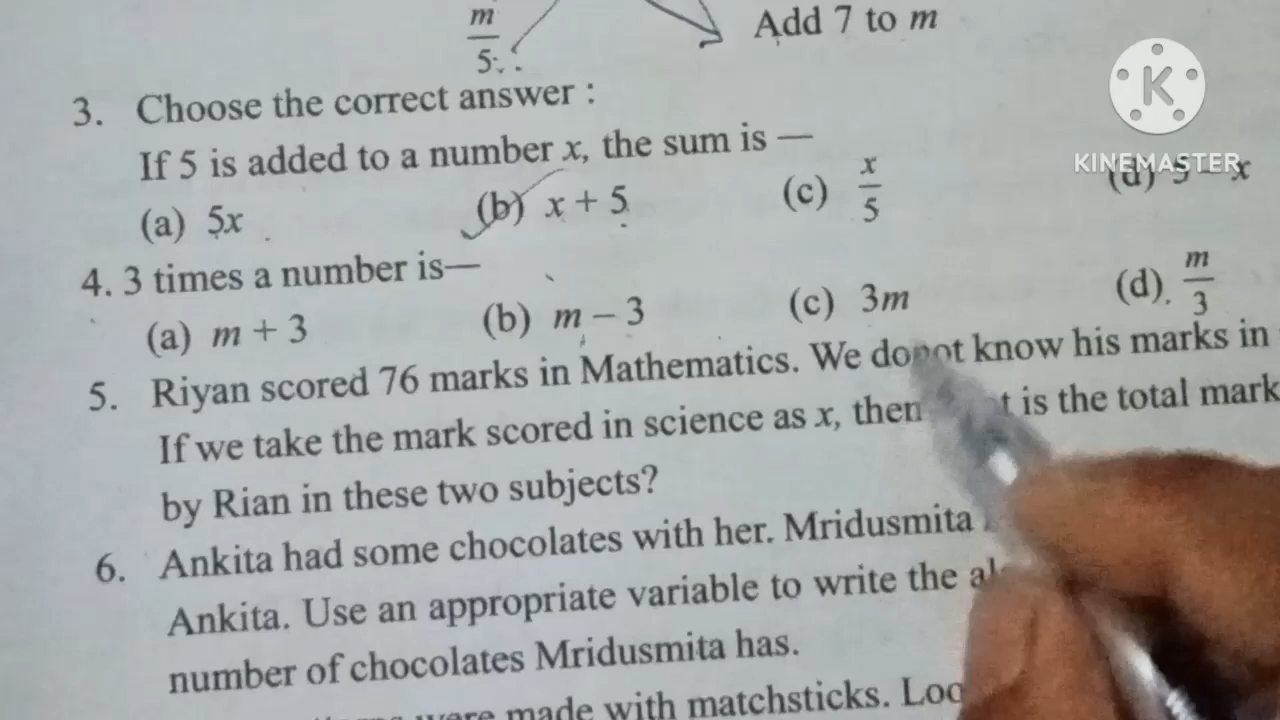 m
5
Add 7 to m
3. Choose the correct answer :
If 5 is added to a number x, the sum is —
(a) 5x (b) x + 5 (c) x/5 (d) 5 – x
4. 3 times a number is—
(a) m + 3 (b) m – 3 (c) 3m (d) m/3
5. Riyan scored 76 marks in Mathematics. We donot know his marks in
If we take the mark scored in science as x, then is the total mark
by Rian in these two subjects?
6. Ankita had some chocolates with her. Mridusmita
Ankita. Use an appropriate variable to write the
number of chocolates Mridusmita has.
were made with matchsticks.
K
KINEMASTER